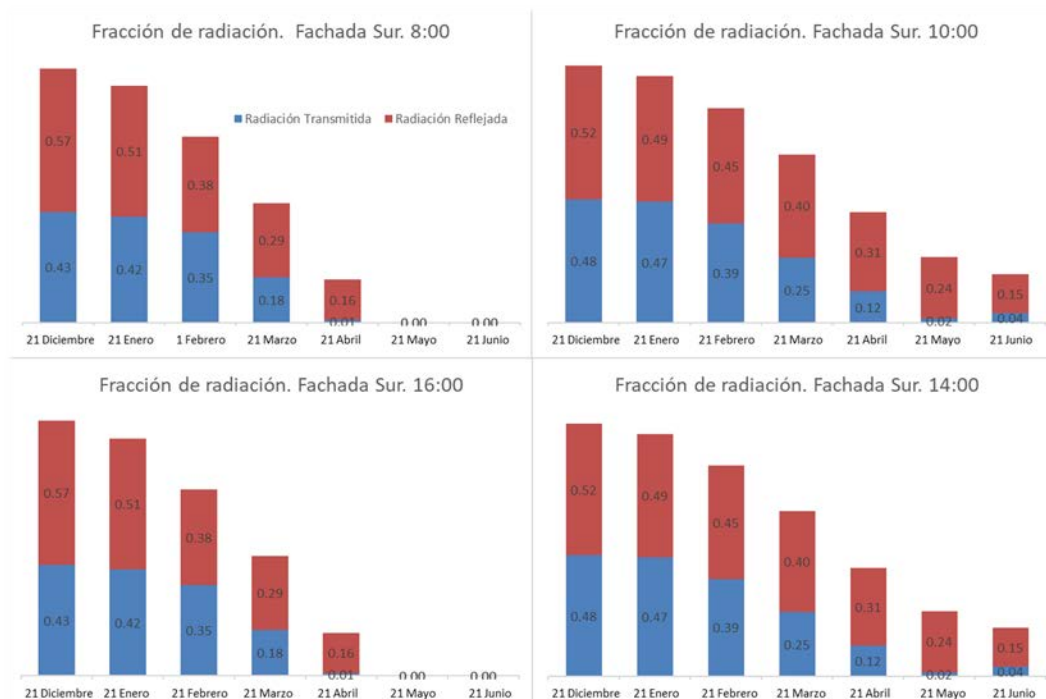 Fracción de radiación. Fachada Sur. 8:00
Radiación Transmitida Radiación Reflejada
0.57 0.51 0.38 0.29 0.16 0.00 0.00
0.43 0.42 0.35 0.18 0.01
21 Diciembre 21 Enero 1 Febrero 21 Marzo 21 Abril 21 Mayo 21 Junio
Fracción de radiación. Fachada Sur. 10:00
0.52 0.49 0.45 0.40 0.31 0.24 0.15
0.48 0.47 0.39 0.25 0.12 0.02 0.04
21 Diciembre 21 Enero 21 Febrero 21 Marzo 21 Abril 21 Mayo 21 Junio
Fracción de radiación. Fachada Sur. 16:00
0.57 0.51 0.38 0.29 0.16 0.00 0.00
0.43 0.42 0.35 0.18 0.01
21 Diciembre 21 Enero 21 Febrero 21 Marzo 21 Abril 21 Mayo 21 Junio
Fracción de radiación. Fachada Sur. 14:00
0.52 0.49 0.45 0.40 0.31 0.24 0.15
0.48 0.47 0.39 0.25 0.12 0.02 0.04
21 Diciembre 21 Enero 21 Febrero 21 Marzo 21 Abril 21 Mayo 21 Junio